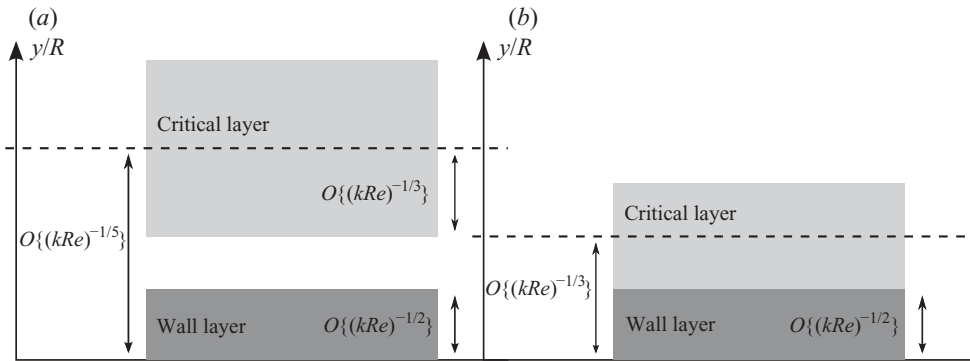 (a)
y/R
Critical layer
O{(kRe)^{-1/3}}
O{(kRe)^{-1/5}}
Wall layer
O{(kRe)^{-1/2}}
(b)
y/R
Critical layer
O{(kRe)^{-1/3}}
Wall layer
O{(kRe)^{-1/2}}